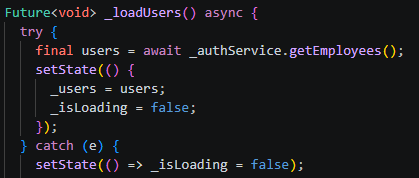 Future<void> _loadUsers() async {
  try {
    final users = await _authService.getEmployees();
    setState(() {
      _users = users;
      _isLoading = false;
    });
  } catch (e) {
    setState(() => _isLoading = false);